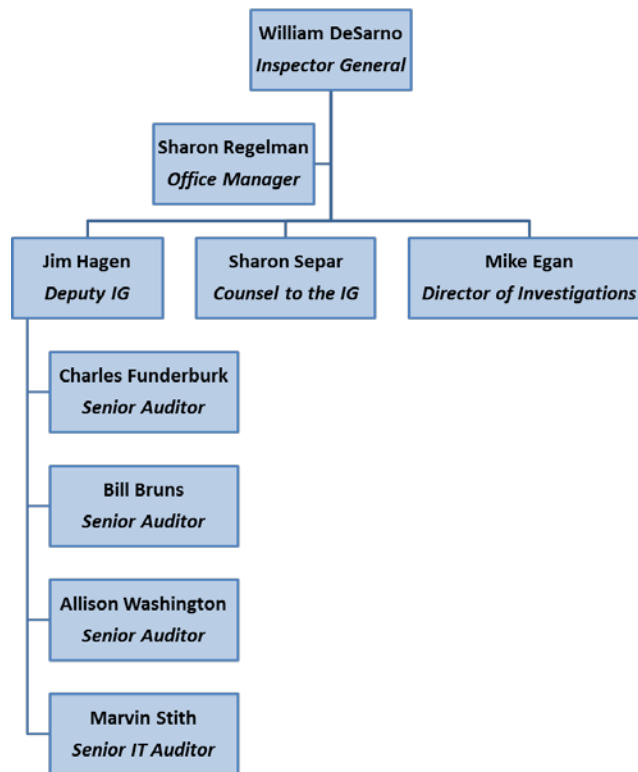 William DeSarno
Inspector General
Sharon Regelman
Office Manager
Jim Hagen
Deputy IG
Sharon Separ
Counsel to the IG
Mike Egan
Director of Investigations
Charles Funderburk
Senior Auditor
Bill Bruns
Senior Auditor
Allison Washington
Senior Auditor
Marvin Stith
Senior IT Auditor